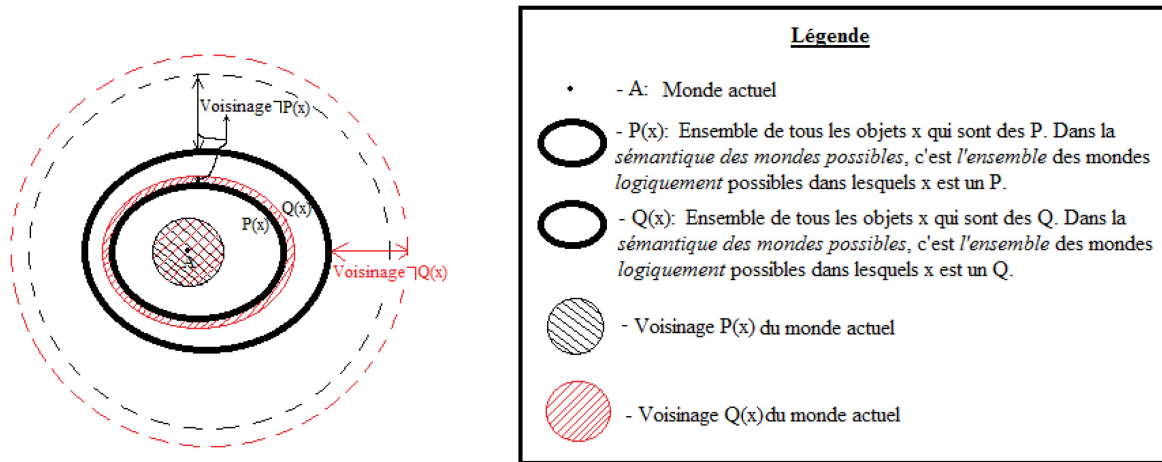 Voisinage ⅂P(x)
Q(x)
P(x)
A
Voisinage ⅂Q(x)
Légende
- A: Monde actuel
- P(x): Ensemble de tous les objets x qui sont des P. Dans la
sémantique des mondes possibles, c'est l'ensemble des mondes
logiquement possibles dans lesquels x est un P.
- Q(x): Ensemble de tous les objets x qui sont des Q. Dans la
sémantique des mondes possibles, c'est l'ensemble des mondes
logiquement possibles dans lesquels x est un Q.
- Voisinage P(x) du monde actuel
- Voisinage Q(x) du monde actuel